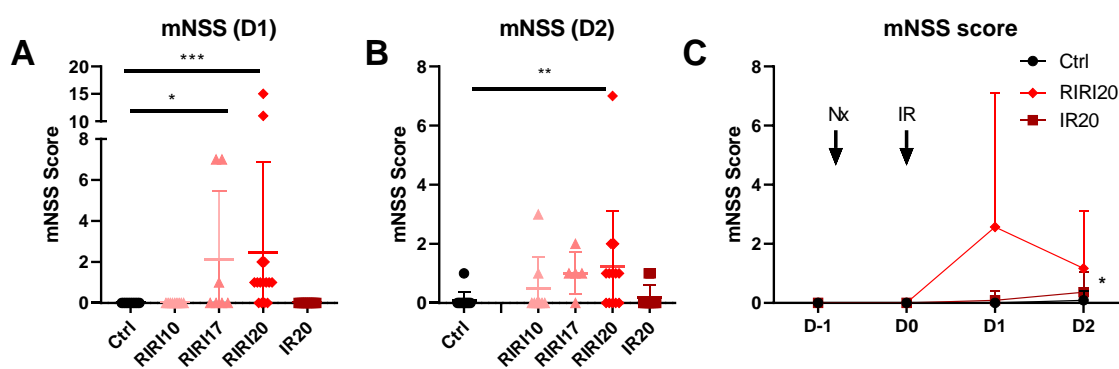 A
mNSS (D1)
mNSS Score
20
15
10
8
6
4
2
0
***
*
Ctrl
RIRI10
RIRI17
RIRI20
IR20
B
mNSS (D2)
mNSS Score
8
6
4
2
0
**
Ctrl
RIRI10
RIRI17
RIRI20
IR20
C
mNSS score
mNSS Score
8
6
4
2
0
Nx
IR
Ctrl
RIRI20
IR20
*
D-1
D0
D1
D2